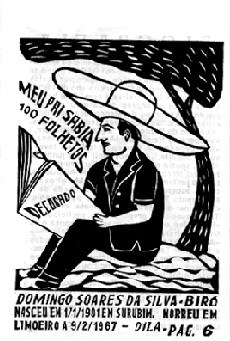 MEU PAI SABIA
100 FOLHETOS
DECORADO
DOMINGO SOARES DA SILVA-BIRÓ
NASCEU EM 17/1/1901 EM SURUBIM. MORREU EM
LIMOEIRO A 5/2/1967 - DILA-PAG. 6